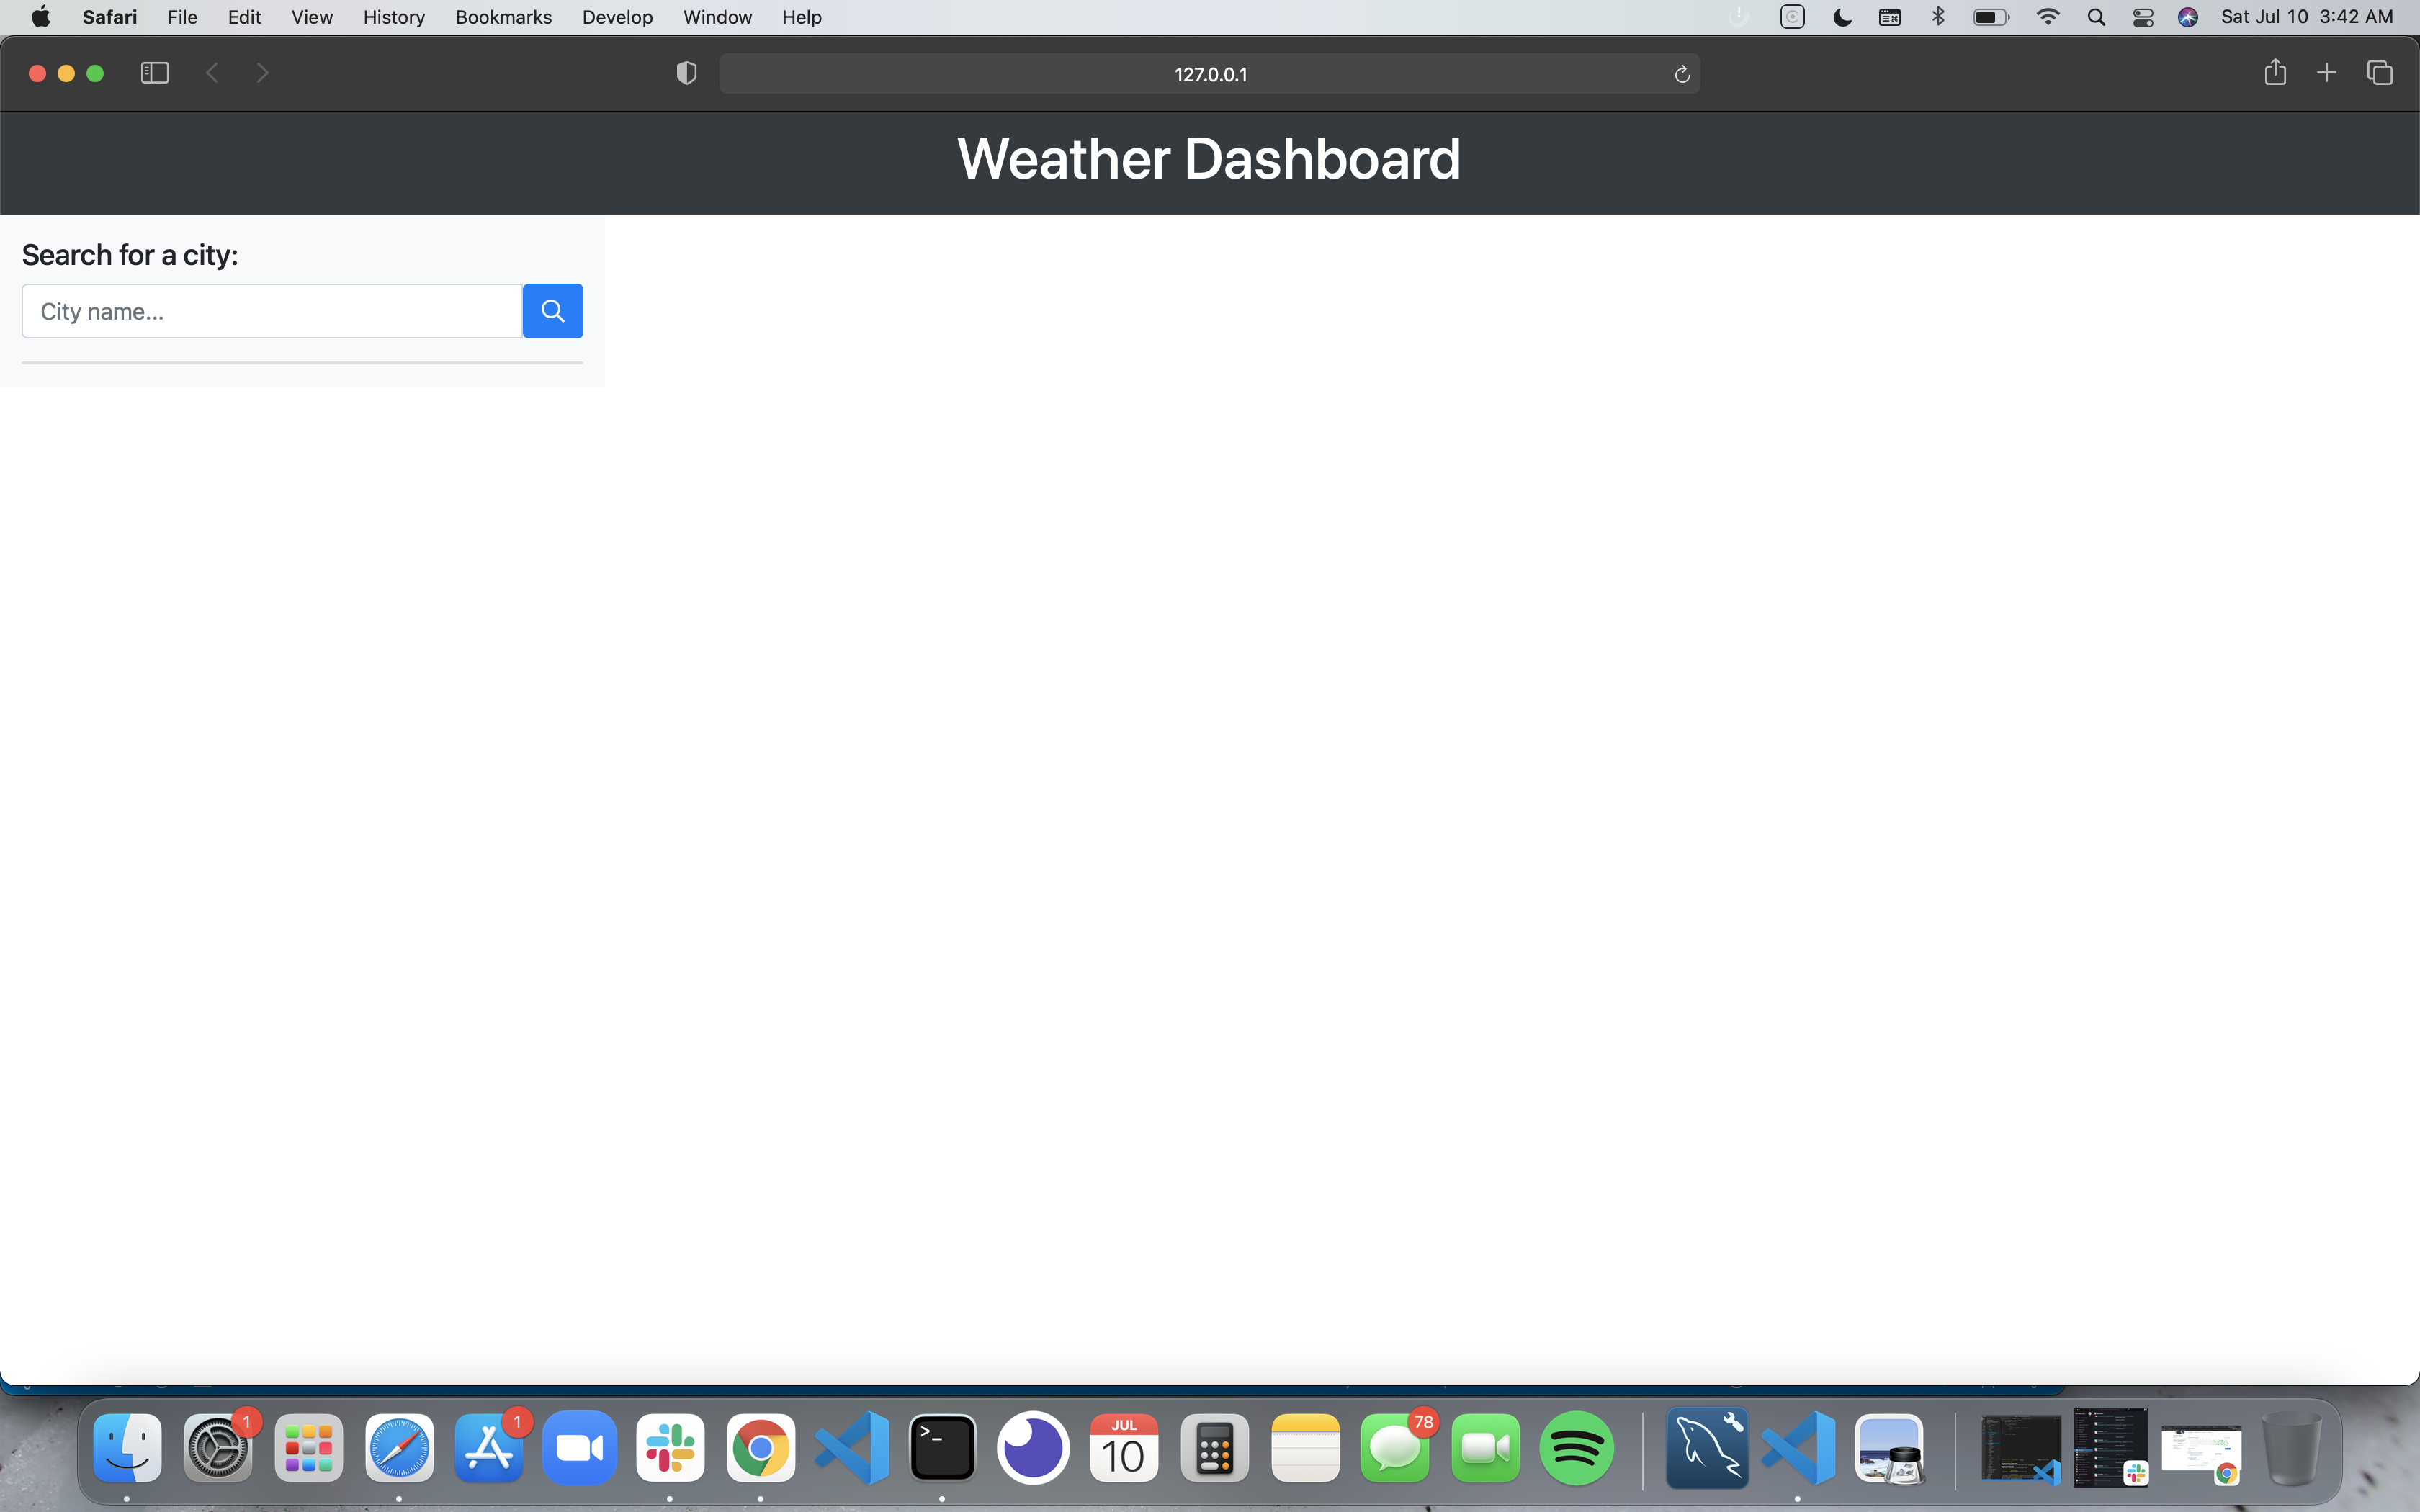 Safari File Edit View History Bookmarks Develop Window Help Sat Jul 10 3:42 AM
127.0.0.1
Weather Dashboard
Search for a city:
City name...
1
1
>_
JUL
10
78